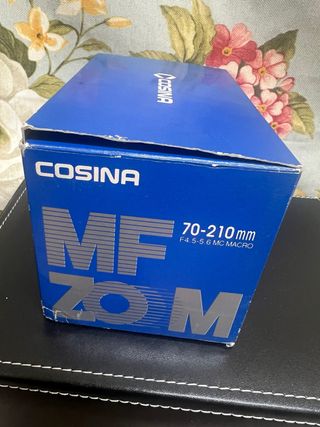 COSINA
COSINA
MF
70-210mm
F4.5-5.6 MC MACRO
ZOOM